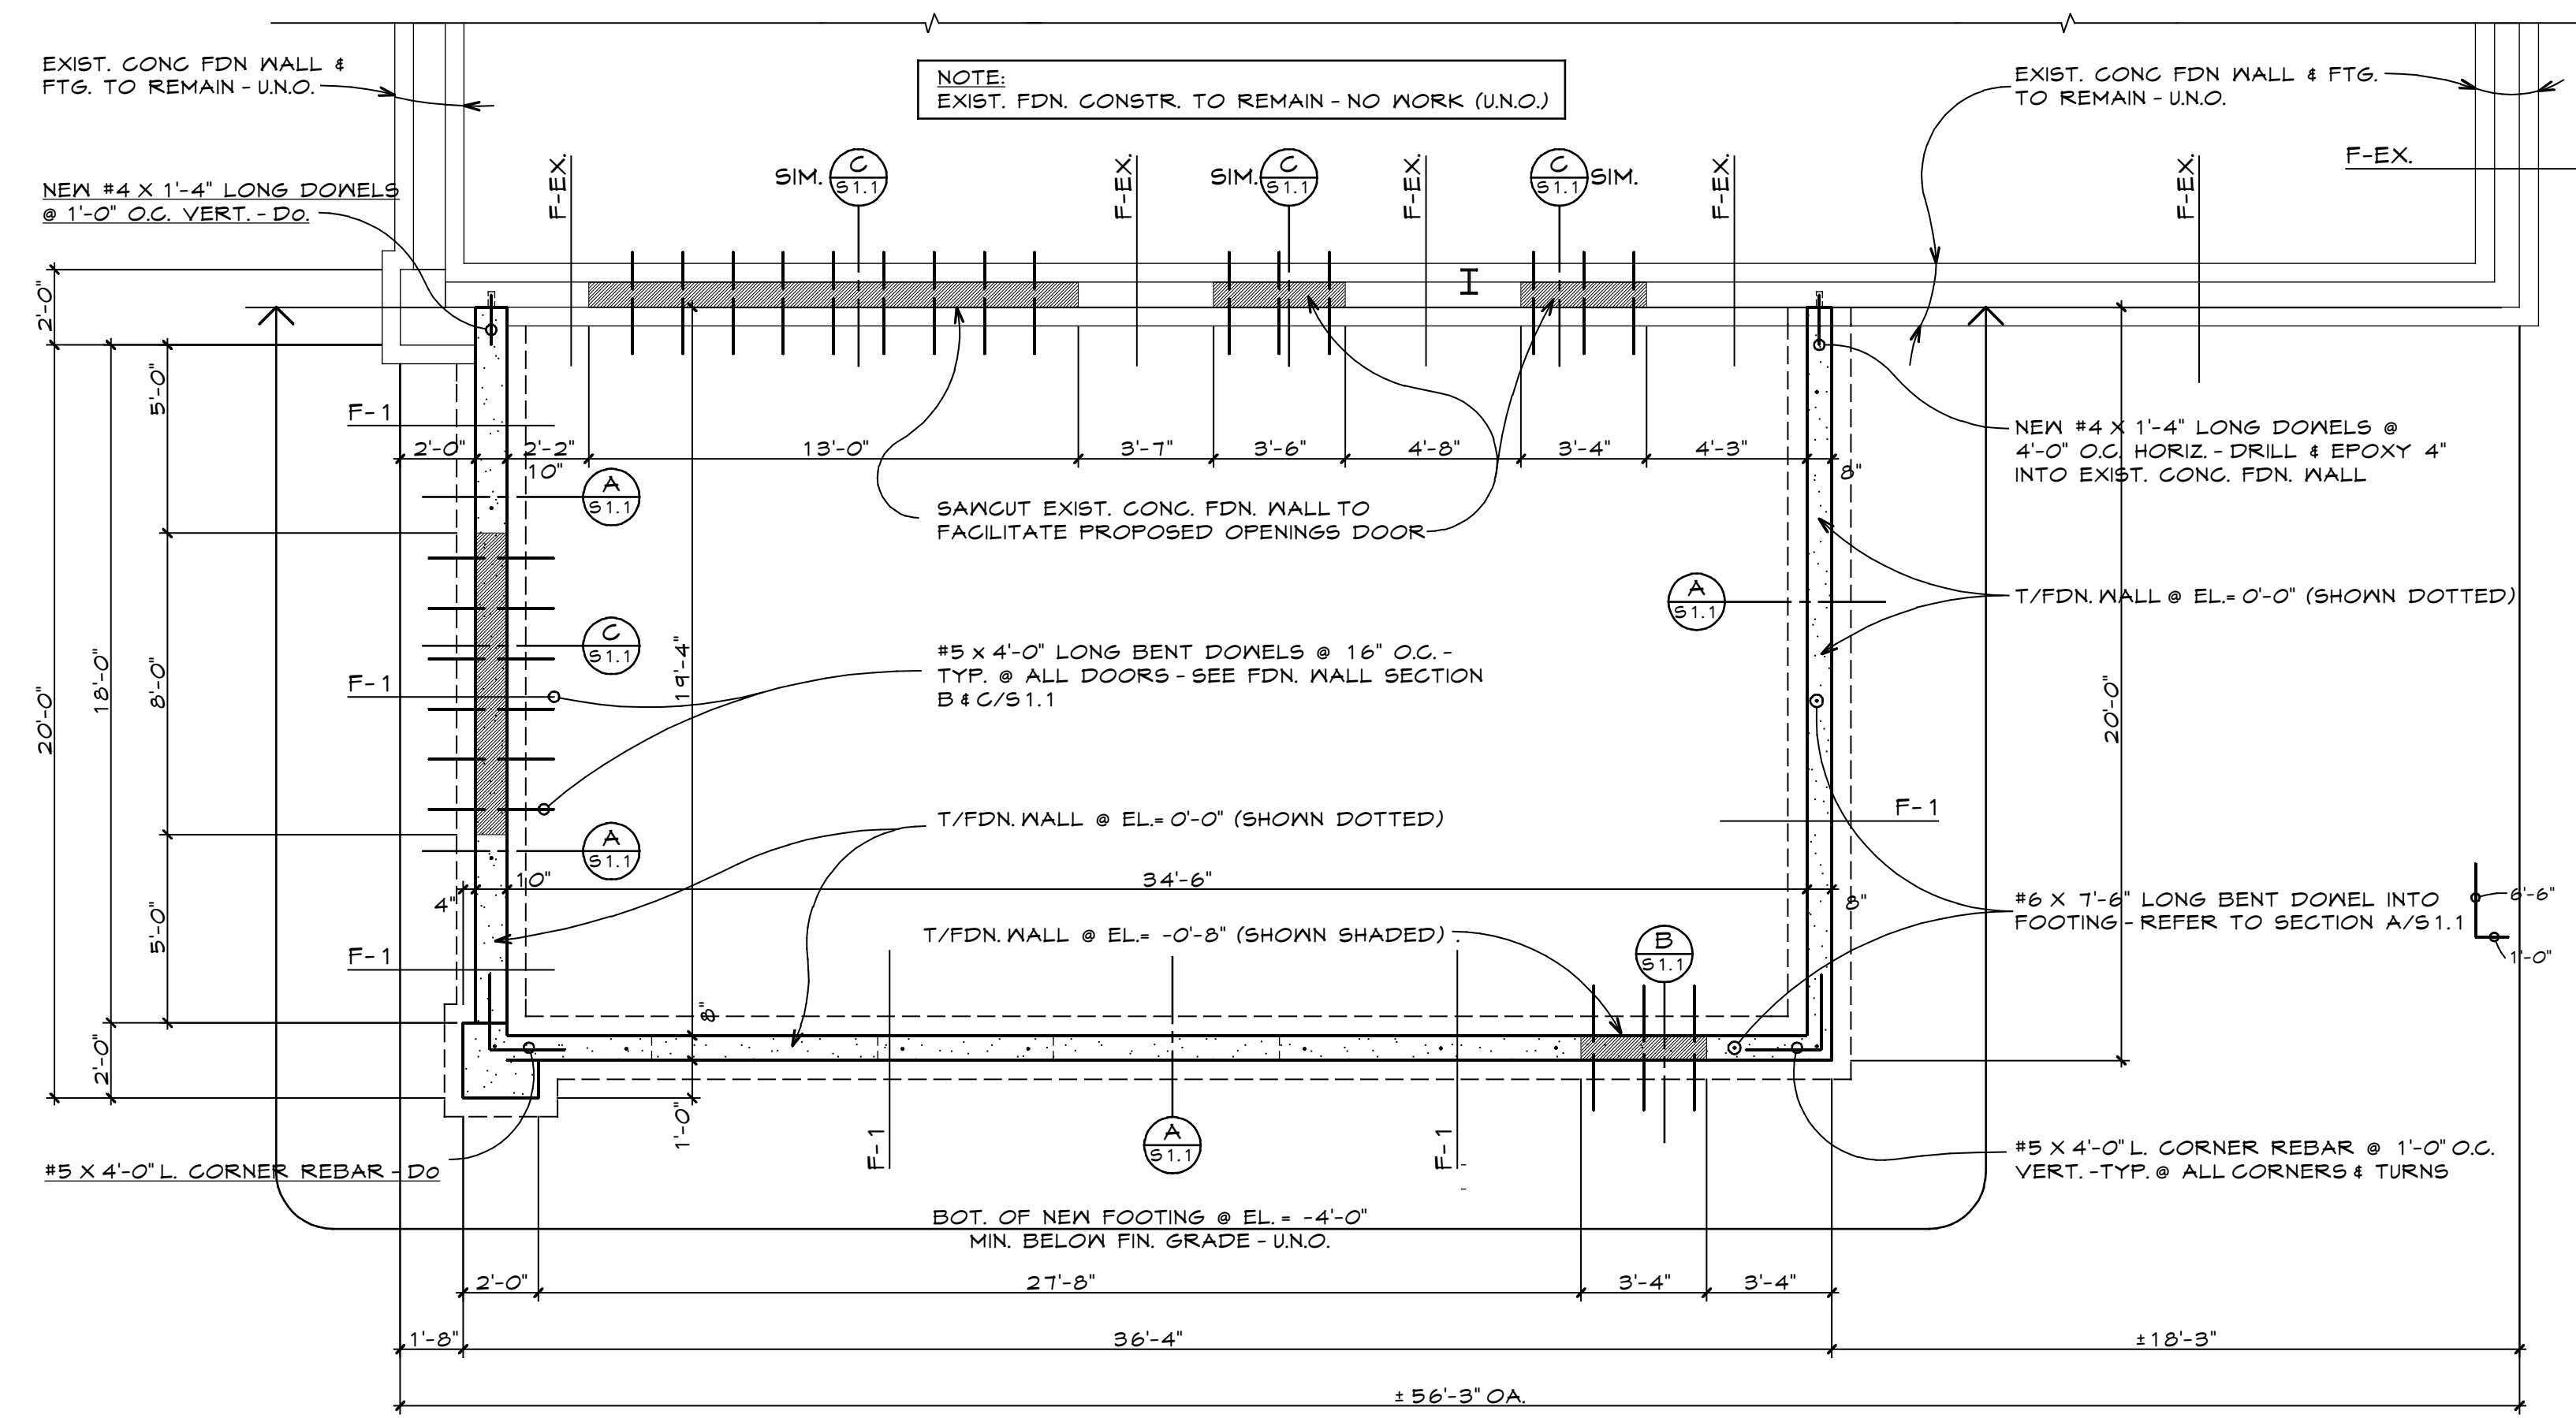 EXIST. CONC FDN WALL &
FTG. TO REMAIN - U.N.O.
NOTE:
EXIST. FDN. CONSTR. TO REMAIN - NO WORK (U.N.O.)
EXIST. CONC FDN WALL & FTG.
TO REMAIN - U.N.O.
F-EX.
NEW #4 X 1'-4" LONG DOWELS
@ 1'-0" O.C. VERT. - Do.
F-EX.
SIM.
C
S1.1
F-EX.
SIM.
C
S1.1
F-EX.
C
S1.1
SIM.
F-EX.
F-EX.
I
2'-0"
5'-0"
F-1
2'-0"
2'-2"
10"
13'-0"
3'-7"
3'-6"
4'-8"
3'-4"
4'-3"
8"
NEW #4 X 1'-4" LONG DOWELS @
4'-0" O.C. HORIZ. - DRILL & EPOXY 4"
INTO EXIST. CONC. FDN. WALL
A
S1.1
SAWCUT EXIST. CONC. FDN. WALL TO
FACILITATE PROPOSED OPENINGS DOOR
A
S1.1
T/FDN. WALL @ EL.= 0'-0" (SHOWN DOTTED)
C
S1.1
20'-0"
18'-0"
8'-0"
F-1
19'-4"
#5 X 4'-0" LONG BENT DOWELS @ 16" O.C. -
TYP. @ ALL DOORS - SEE FDN. WALL SECTION
B & C/S1.1
20'-0"
F-1
T/FDN. WALL @ EL.= 0'-0" (SHOWN DOTTED)
A
S1.1
4"
10"
34'-6"
8"
#6 X 7'-6" LONG BENT DOWEL INTO
FOOTING - REFER TO SECTION A/S1.1
6'-6"
1'-0"
5'-0"
F-1
T/FDN. WALL @ EL.= -0'-8" (SHOWN SHADED) .
B
S1.1
8"
2'-0"
1'-0"
F-1
A
S1.1
F-1
#5 X 4'-0" L. CORNER REBAR - Do
#5 X 4'-0" L. CORNER REBAR @ 1'-0" O.C.
VERT. - TYP. @ ALL CORNERS & TURNS
BOT. OF NEW FOOTING @ EL. = -4'-0"
MIN. BELOW FIN. GRADE - U.N.O.
2'-0"
27'-8"
3'-4"
3'-4"
1'-8"
36'-4"
±18'-3"
± 56'-3" OA.